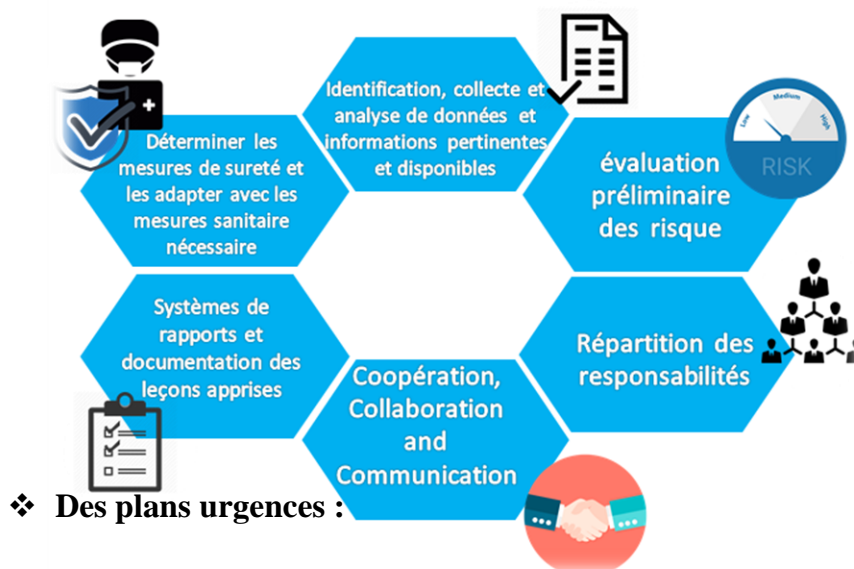 Identification, collecte et
analyse de données et
informations pertinentes
et disponibles
Déterminer les
mesures de sureté et
les adapter avec les
mesures sanitaire
nécessaire
évaluation
préliminaire
des risque
Low
Medium
High
RISK
Systèmes de
rapports et
documentation des
leçons apprises
Répartition des
responsabilités
Coopération,
Collaboration
and
Communication
❖ Des plans urgences :